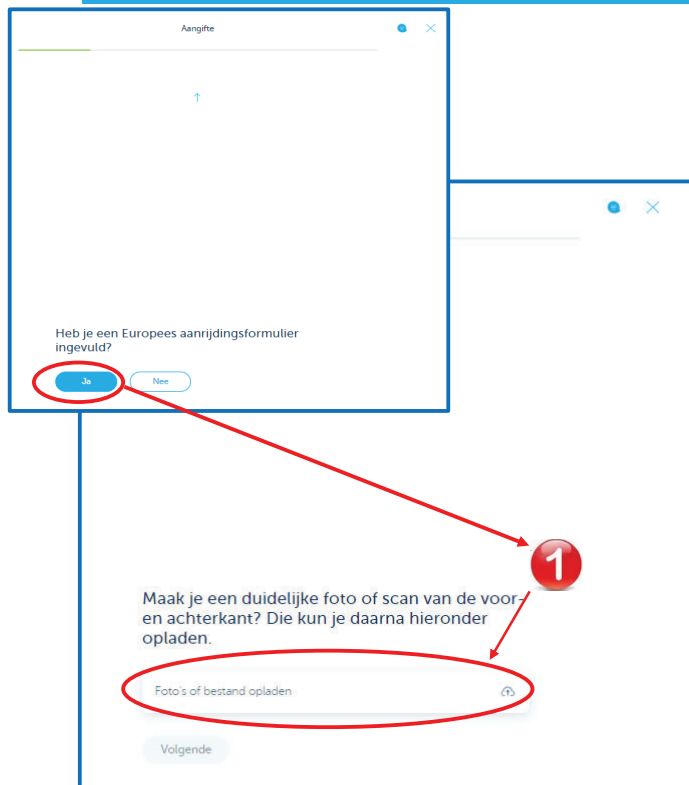 Aangifte
Heb je een Europees aanrijdingsformulier
ingevuld?
Ja
Nee
1
Maak je een duidelijke foto of scan van de voor-
en achterkant? Die kun je daarna hieronder
opladen.
Foto's of bestand opladen
Volgende